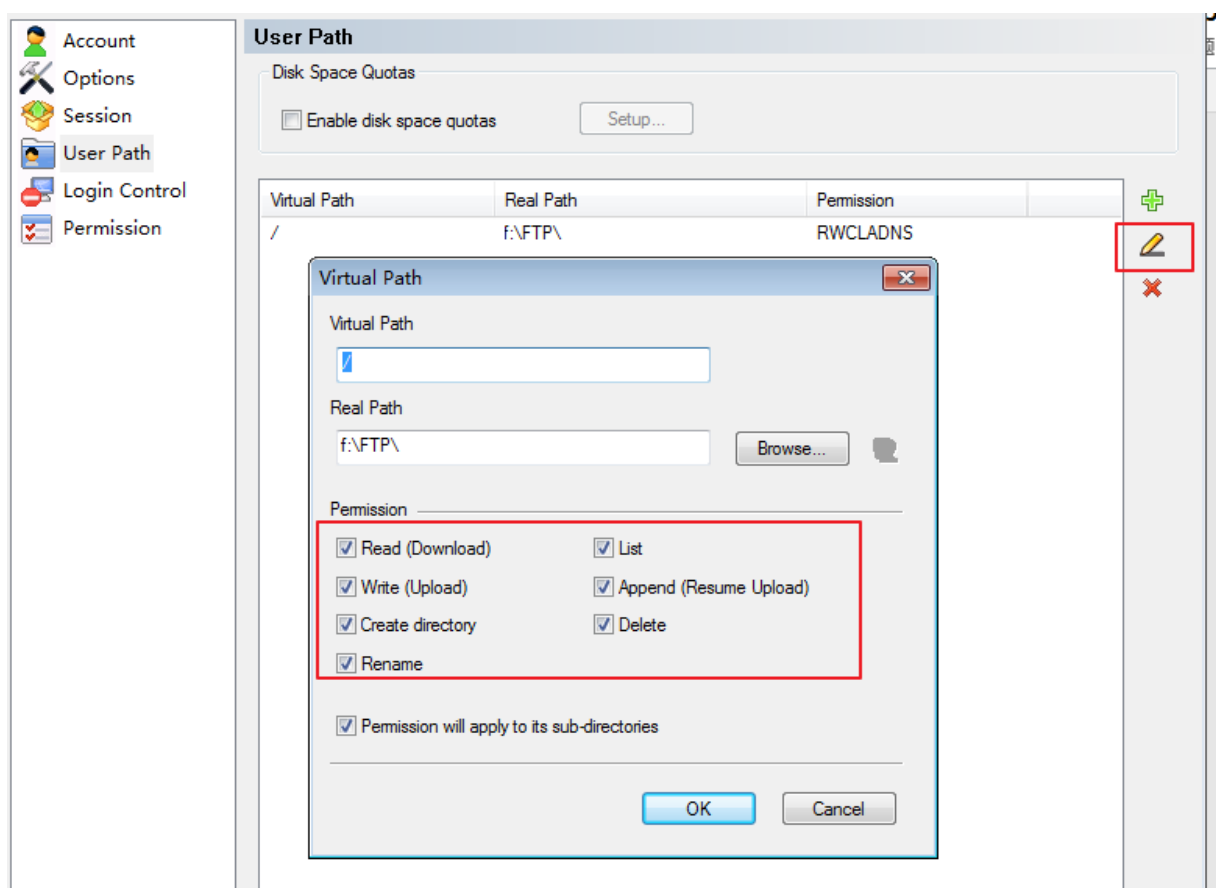 Account
Options
Session
User Path
Login Control
Permission
User Path
Disk Space Quotas
Enable disk space quotas
Setup...
Virtual Path Real Path Permission
/ f:\FTP\ RWCLADNS
Virtual Path
Virtual Path
/
Real Path
f:\FTP\
Browse...
Permission
Read (Download) List
Write (Upload) Append (Resume Upload)
Create directory Delete
Rename
Permission will apply to its sub-directories
OK Cancel